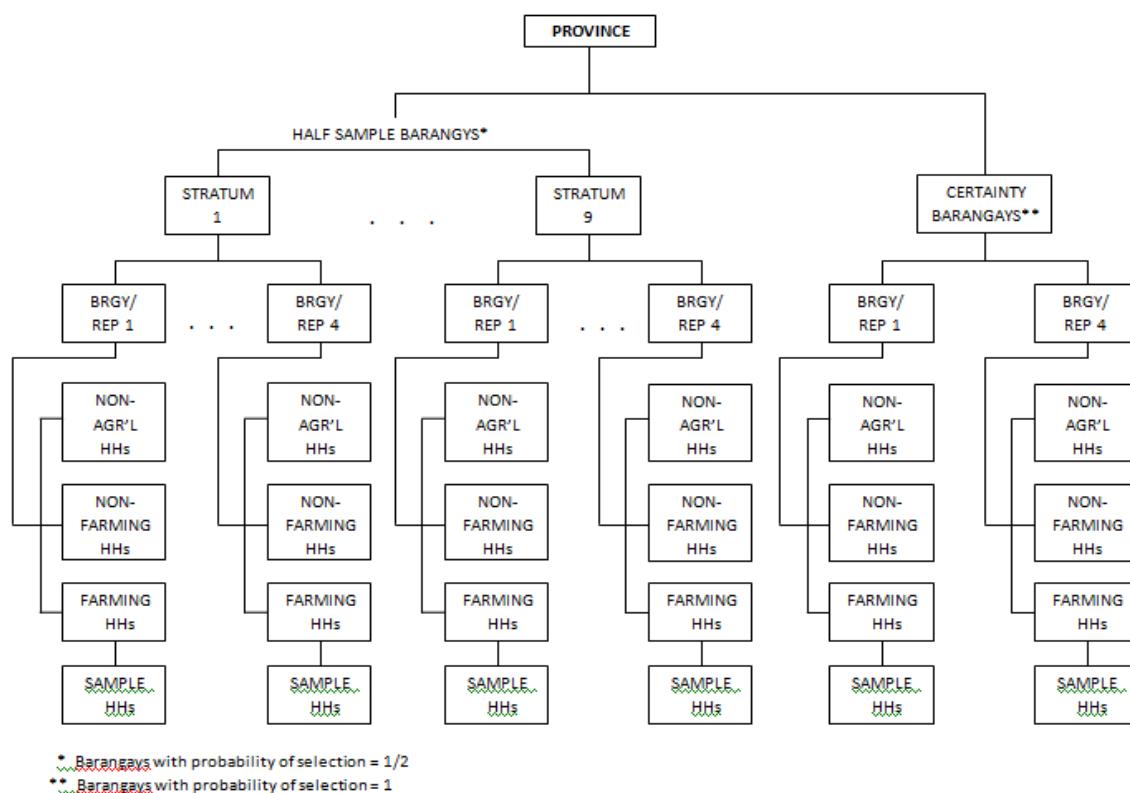 PROVINCE
HALF SAMPLE BARANGYS*
STRATUM
1
. . .
STRATUM
9
CERTAINTY
BARANGAYS**
BRGY/
REP 1
. . .
BRGY/
REP 4
BRGY/
REP 1
. . .
BRGY/
REP 4
BRGY/
REP 1
BRGY/
REP 4
NON-
AGR'L
HHs
NON-
AGR'L
HHs
NON-
AGR'L
HHs
NON-
AGR'L
HHs
NON-
AGR'L
HHs
NON-
AGR'L
HHs
NON-
FARMING
HHs
NON-
FARMING
HHs
NON-
FARMING
HHs
NON-
FARMING
HHs
NON-
FARMING
HHs
NON-
FARMING
HHs
FARMING
HHs
FARMING
HHs
FARMING
HHs
FARMING
HHs
FARMING
HHs
FARMING
HHs
SAMPLE
HHs
SAMPLE
HHs
SAMPLE
HHs
SAMPLE
HHs
SAMPLE
HHs
SAMPLE
HHs
* Barangays with probability of selection = 1/2
** Barangays with probability of selection = 1